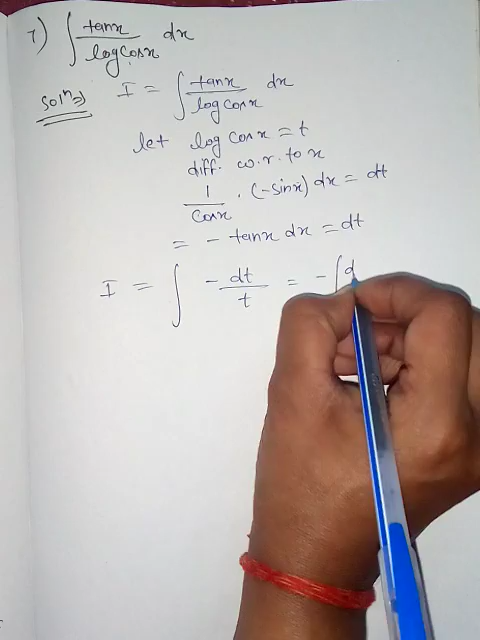 7) ∫ tanx / logcosx dx
Solⁿ⇒ I = ∫ tanx / logcosx dx
let log cosx = t
diff. w.r. to x
1 / cosx . (-sinx) dx = dt
= - tanx dx = dt
I = ∫ - dt / t = - ∫ d